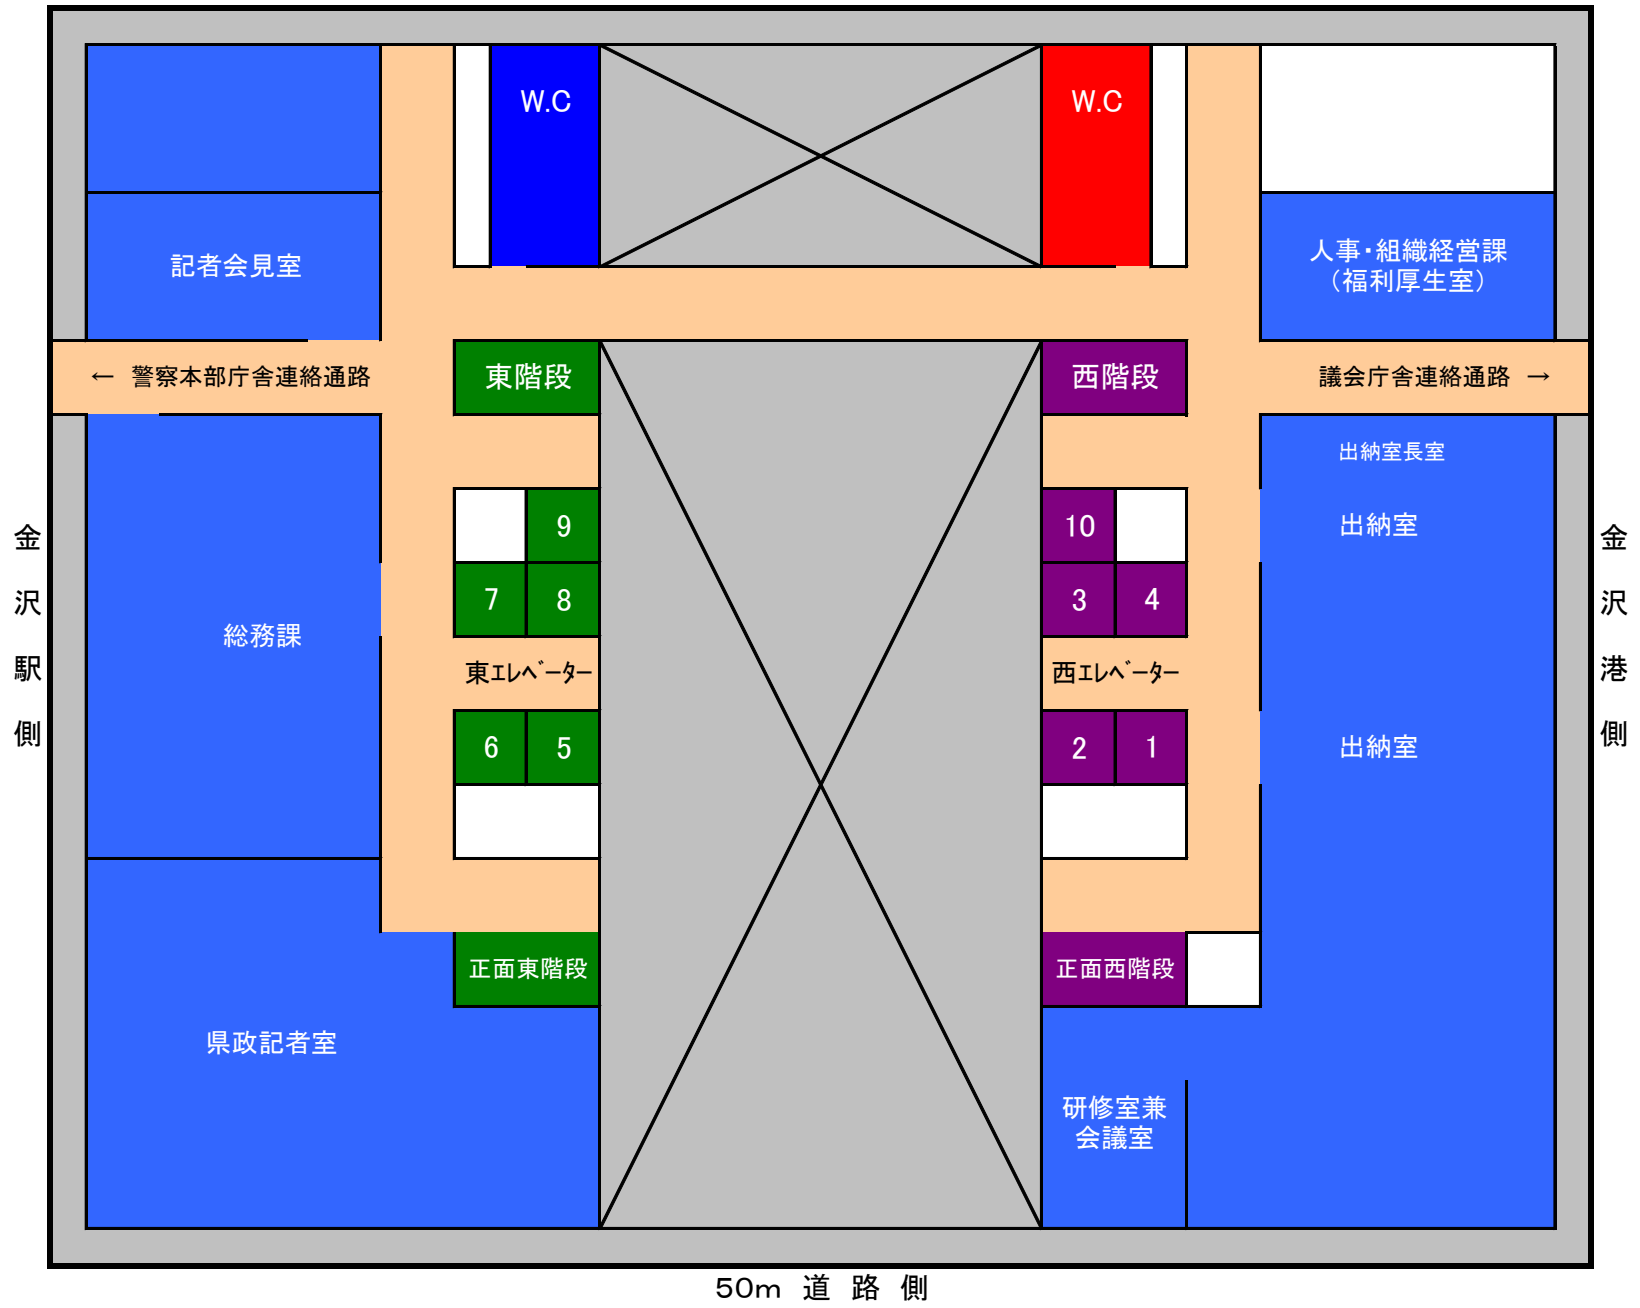 W.C
W.C
記者会見室
人事・組織経営課
（福利厚生室）
← 警察本部庁舎連絡通路
東階段
西階段
議会庁舎連絡通路 →
出納室長室
9
10
出納室
7
8
3
4
総務課
東ｴﾚﾍﾞｰﾀｰ
西ｴﾚﾍﾞｰﾀｰ
金沢駅側
金沢港側
6
5
2
1
出納室
正面東階段
正面西階段
県政記者室
研修室兼
会議室
50m 道 路 側